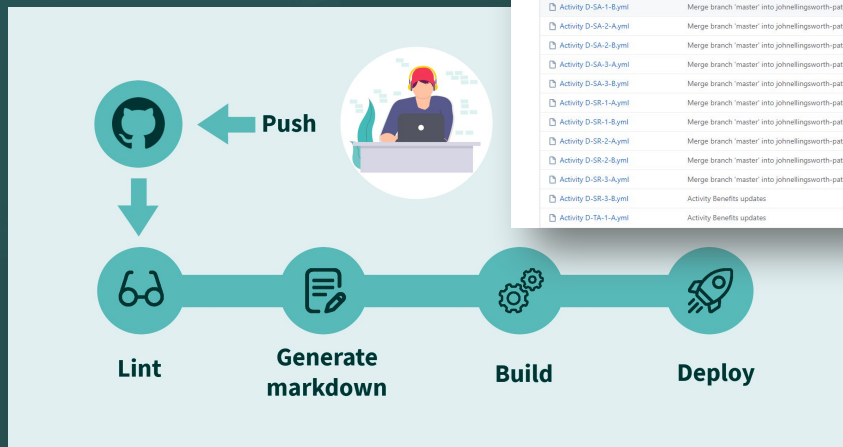 Activity D-SA-1-B.yml Merge branch 'master' into johnellingsworth-pat
Activity D-SA-2-A.yml Merge branch 'master' into johnellingsworth-pat
Activity D-SA-2-B.yml Merge branch 'master' into johnellingsworth-pat
Activity D-SA-3-A.yml Merge branch 'master' into johnellingsworth-pat
Activity D-SA-3-B.yml Merge branch 'master' into johnellingsworth-pat
Activity D-SR-1-A.yml Merge branch 'master' into johnellingsworth-pat
Activity D-SR-1-B.yml Merge branch 'master' into johnellingsworth-pat
Activity D-SR-2-A.yml Merge branch 'master' into johnellingsworth-pat
Activity D-SR-2-B.yml Merge branch 'master' into johnellingsworth-pat
Activity D-SR-3-A.yml Merge branch 'master' into johnellingsworth-pat
Activity D-SR-3-B.yml Activity Benefits updates
Activity D-TA-1-A.yml Activity Benefits updates
Push
Lint
Generate
markdown
Build
Deploy